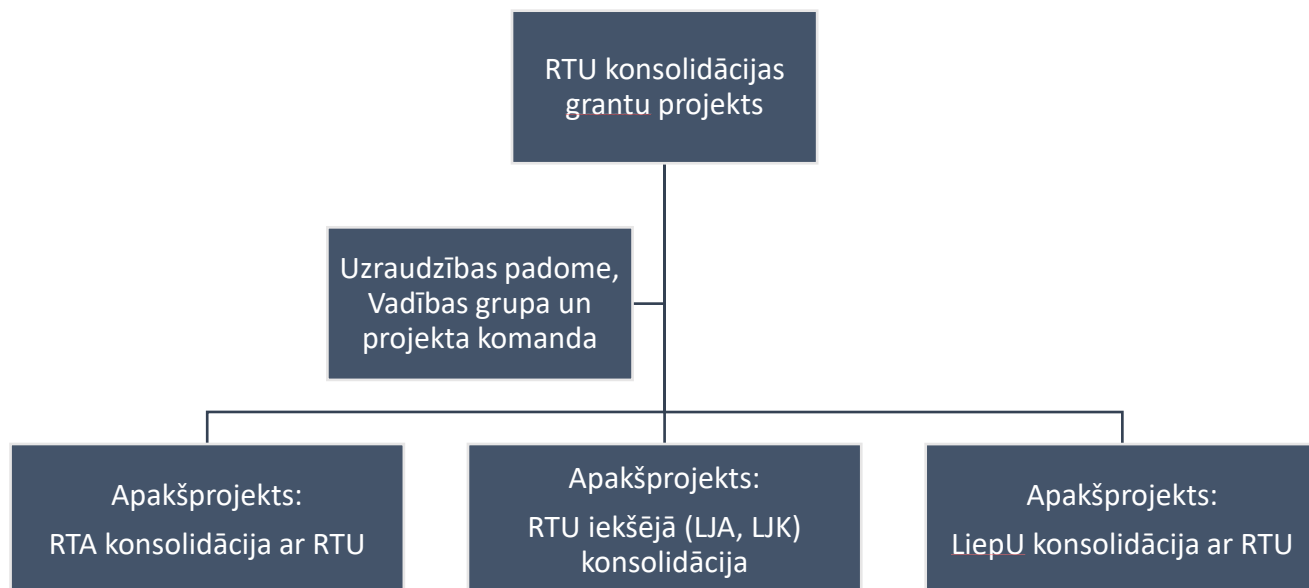 RTU konsolidācijas
grantu projekts
Uzraudzības padome,
Vadības grupa un
projekta komanda
Apakšprojekts:
RTA konsolidācija ar RTU
Apakšprojekts:
RTU iekšējā (LJA, LJK)
konsolidācija
Apakšprojekts:
LiepU konsolidācija ar RTU